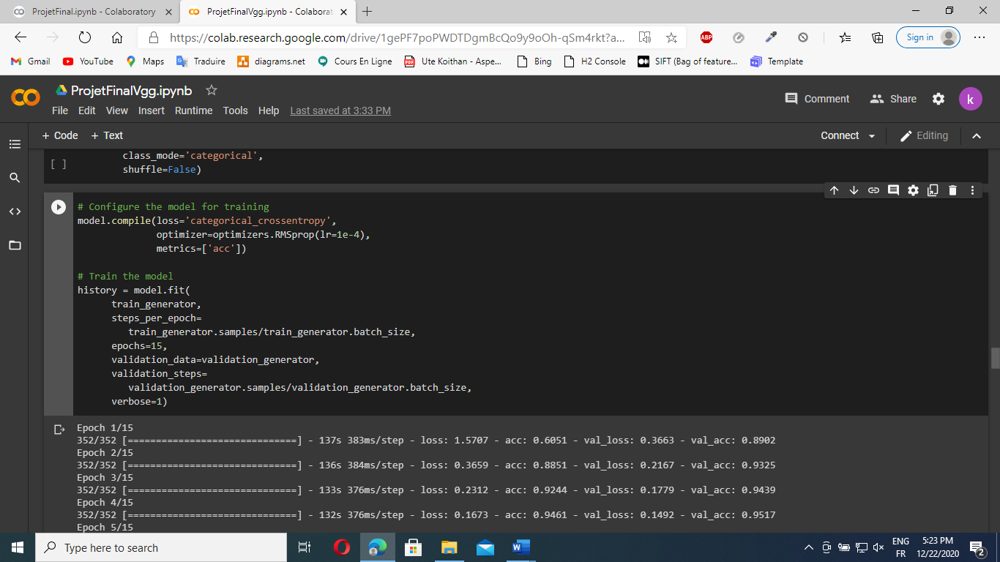 ProjetFinal.ipynb - Colaboratory
ProjetFinalVgg.ipynb - Colaborat
https://colab.research.google.com/drive/1gePF7poPWDTDgmBcQo9y9oOh-qSm4rkt?a...
ABP
Sign in
Gmail YouTube Maps Traduire diagrams.net Cours En Ligne PDF Ute Koithan - Aspe... Bing H2 Console SIFT (Bag of feature... Template
ProjetFinalVgg.ipynb
File Edit View Insert Runtime Tools Help Last saved at 3:33 PM
Comment Share k
+ Code + Text
Connect Editing
class_mode='categorical',
[ ] shuffle=False)
# Configure the model for training
model.compile(loss='categorical_crossentropy',
optimizer=optimizers.RMSprop(lr=1e-4),
metrics=['acc'])
# Train the model
history = model.fit(
train_generator,
steps_per_epoch=
train_generator.samples/train_generator.batch_size,
epochs=15,
validation_data=validation_generator,
validation_steps=
validation_generator.samples/validation_generator.batch_size,
verbose=1)
Epoch 1/15
352/352 [==============================] - 137s 383ms/step - loss: 1.5707 - acc: 0.6051 - val_loss: 0.3663 - val_acc: 0.8902
Epoch 2/15
352/352 [==============================] - 136s 384ms/step - loss: 0.3659 - acc: 0.8851 - val_loss: 0.2167 - val_acc: 0.9325
Epoch 3/15
352/352 [==============================] - 133s 376ms/step - loss: 0.2312 - acc: 0.9244 - val_loss: 0.1779 - val_acc: 0.9439
Epoch 4/15
352/352 [==============================] - 132s 376ms/step - loss: 0.1673 - acc: 0.9461 - val_loss: 0.1492 - val_acc: 0.9517
Epoch 5/15
Type here to search
ENG
FR
5:23 PM
12/22/2020
2